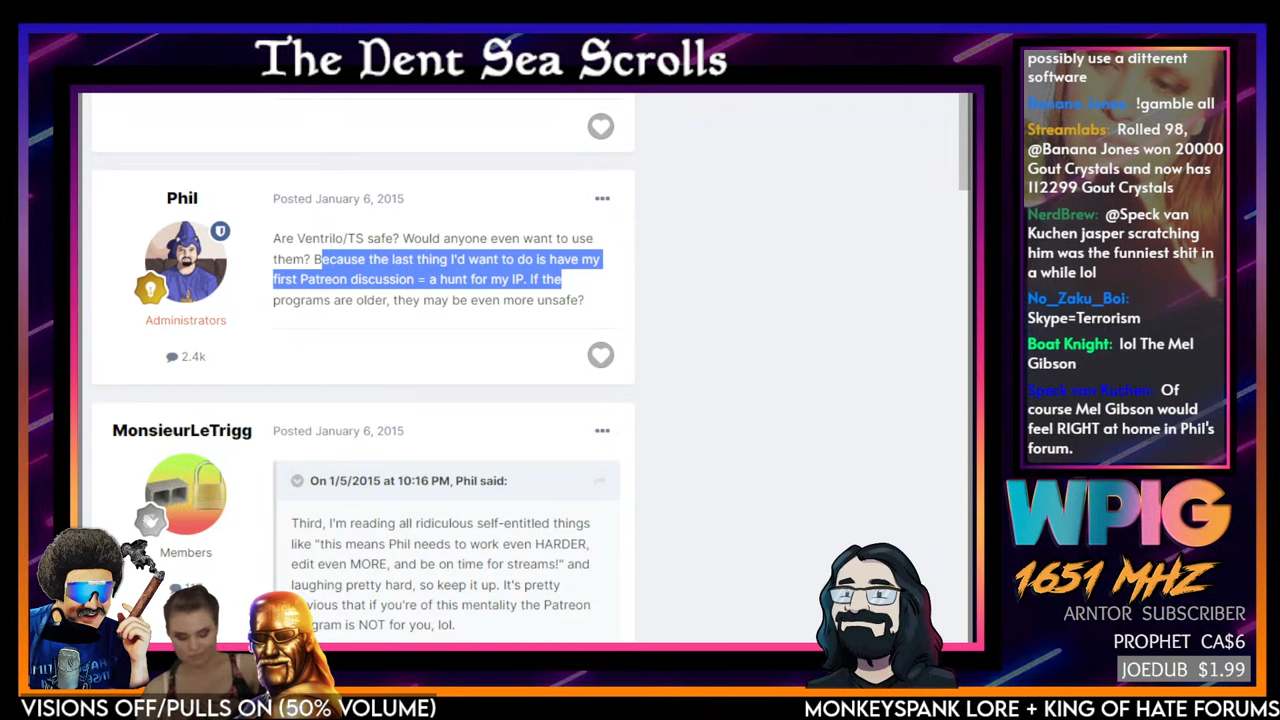 The Dent Sea Scrolls
Phil
Posted January 6, 2015
Are Ventrilo/TS safe? Would anyone even want to use
them? Because the last thing I'd want to do is have my
first Patreon discussion = a hunt for my IP. If the
programs are older, they may be even more unsafe?
Administrators
2.4k
MonsieurLeTrigg
Posted January 6, 2015
On 1/5/2015 at 10:16 PM, Phil said:
Third, I'm reading all ridiculous self-entitled things
like "this means Phil needs to work even HARDER,
edit even MORE, and be on time for streams!" and
laughing pretty hard, so keep it up. It's pretty
vious that if you're of this mentality the Patreon
gram is NOT for you, lol.
Members
possibly use a different
software
Banana Jones: !gamble all
Streamlabs: Rolled 98,
@Banana Jones won 20000
Gout Crystals and now has
112299 Gout Crystals
NerdBrew: @Speck van
Kuchen jasper scratching
him was the funniest shit in
a while lol
No_Zaku_Boi:
Skype=Terrorism
Boat Knight: lol The Mel
Gibson
Speck van Kuchen: Of
course Mel Gibson would
feel RIGHT at home in Phil's
forum.
WPIG
1651 MHZ
ARNTOR SUBSCRIBER
PROPHET CA$6
JOEDUB $1.99
VISIONS OFF/PULLS ON (50% VOLUME)
MONKEYSPANK LORE + KING OF HATE FORUMS